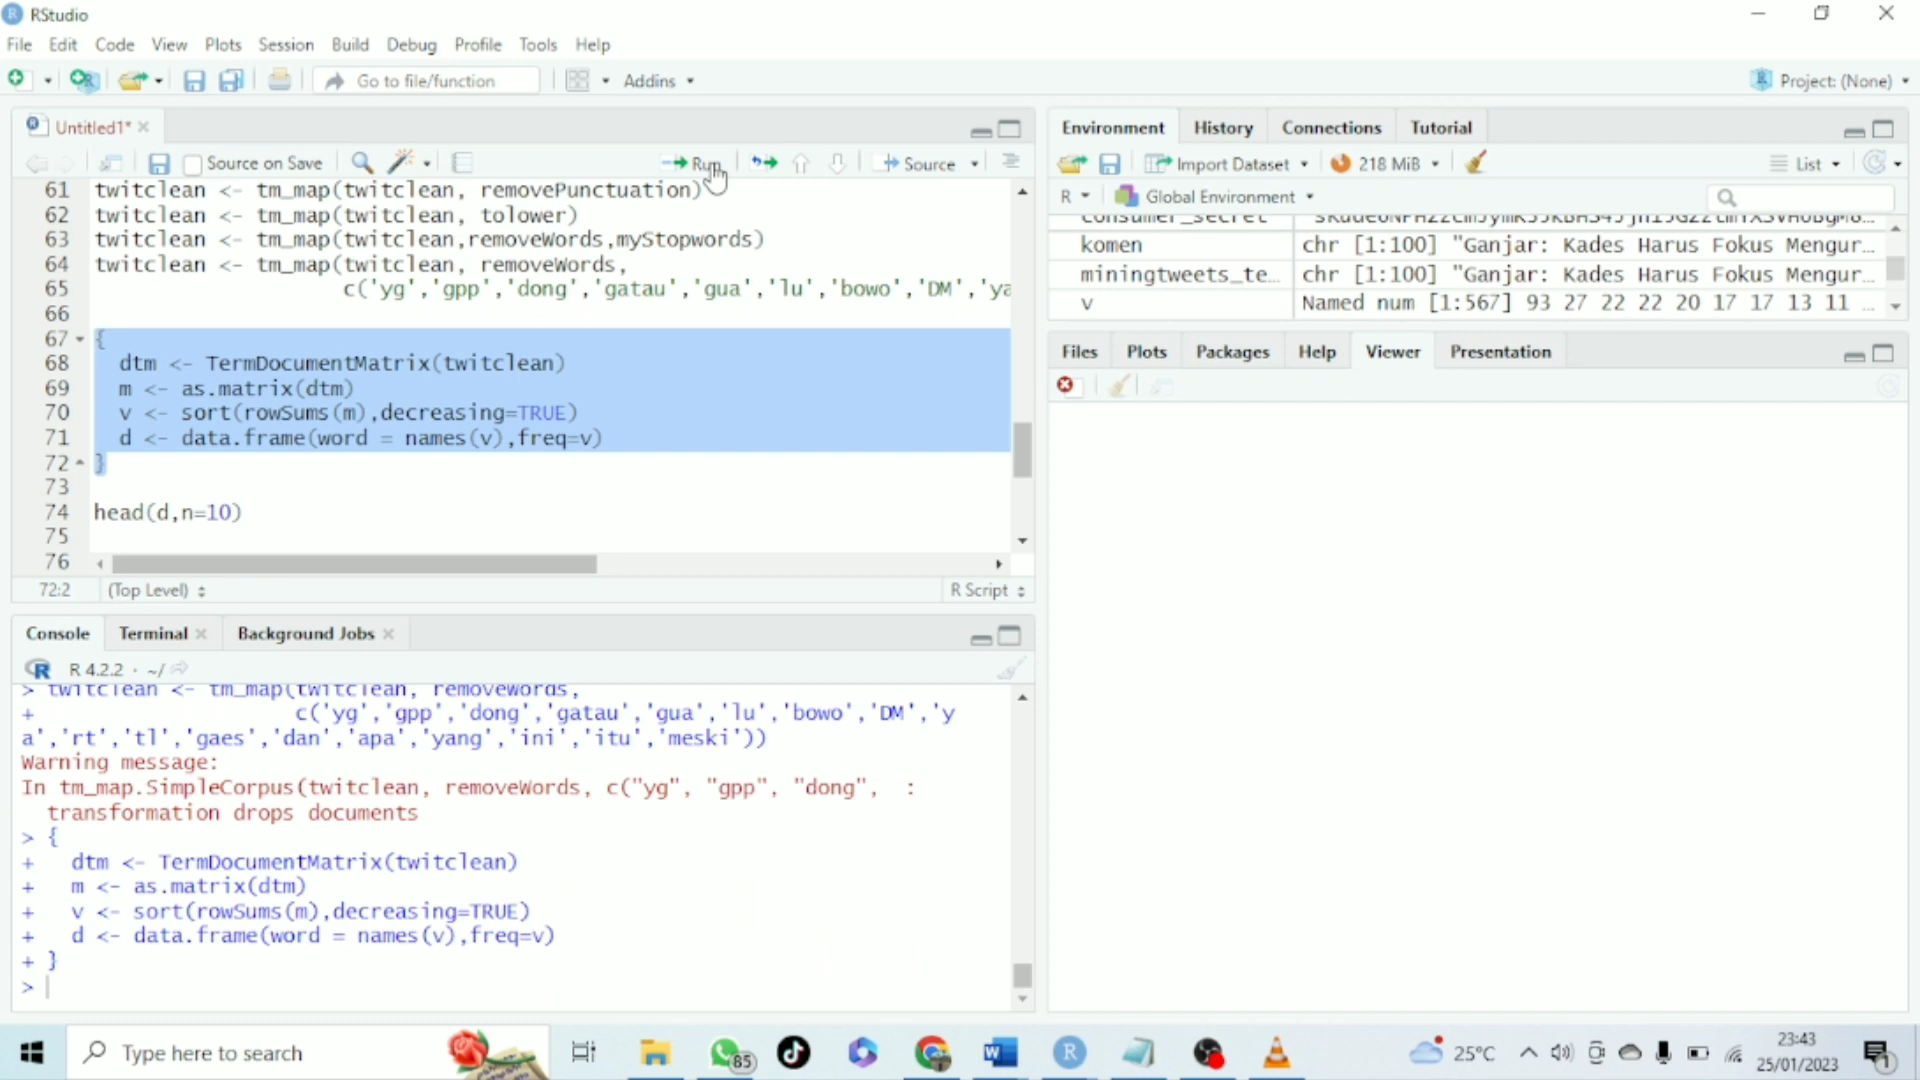 RStudio
File Edit Code View Plots Session Build Debug Profile Tools Help
Go to file/function Addins Project: (None)
Untitled1*
Source on Save Run Source
61 twitclean <- tm_map(twitclean, removePunctuation)
62 twitclean <- tm_map(twitclean, tolower)
63 twitclean <- tm_map(twitclean,removeWords,myStopwords)
64 twitclean <- tm_map(twitclean, removeWords,
65 c('yg','gpp','dong','gatau','gua','lu','bowo','DM','ya
66
67 {
68 dtm <- TermDocumentMatrix(twitclean)
69 m <- as.matrix(dtm)
70 v <- sort(rowSums(m),decreasing=TRUE)
71 d <- data.frame(word = names(v),freq=v)
72 }
73
74 head(d,n=10)
75
76
72:2 (Top Level) R Script
Console Terminal Background Jobs
R 4.2.2 · ~/
> twitclean <- tm_map(twitclean, removeWords,
+ c('yg','gpp','dong','gatau','gua','lu','bowo','DM','y
a','rt','tl','gaes','dan','apa','yang','ini','itu','meski'))
Warning message:
In tm_map.SimpleCorpus(twitclean, removeWords, c("yg", "gpp", "dong", :
transformation drops documents
> {
+ dtm <- TermDocumentMatrix(twitclean)
+ m <- as.matrix(dtm)
+ v <- sort(rowSums(m),decreasing=TRUE)
+ d <- data.frame(word = names(v),freq=v)
+ }
>
Environment History Connections Tutorial
Import Dataset 218 MiB List
R Global Environment
consumer_secret
komen chr [1:100] "Ganjar: Kades Harus Fokus Mengur…
miningtweets_te… chr [1:100] "Ganjar: Kades Harus Fokus Mengur…
v Named num [1:567] 93 27 22 22 20 17 17 13 11 …
Files Plots Packages Help Viewer Presentation
Type here to search
85
25°C
23:43
25/01/2023
1